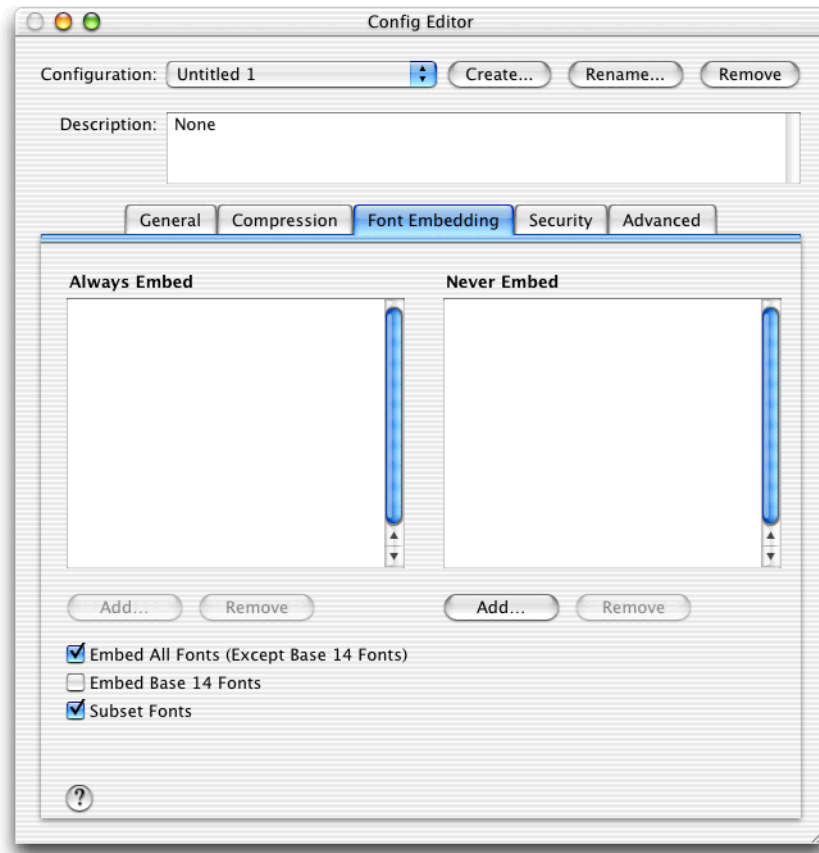 Config Editor
Configuration: Untitled 1 Create... Rename... Remove
Description: None
General Compression Font Embedding Security Advanced
Always Embed Never Embed
Add... Remove Add... Remove
Embed All Fonts (Except Base 14 Fonts)
Embed Base 14 Fonts
Subset Fonts
?